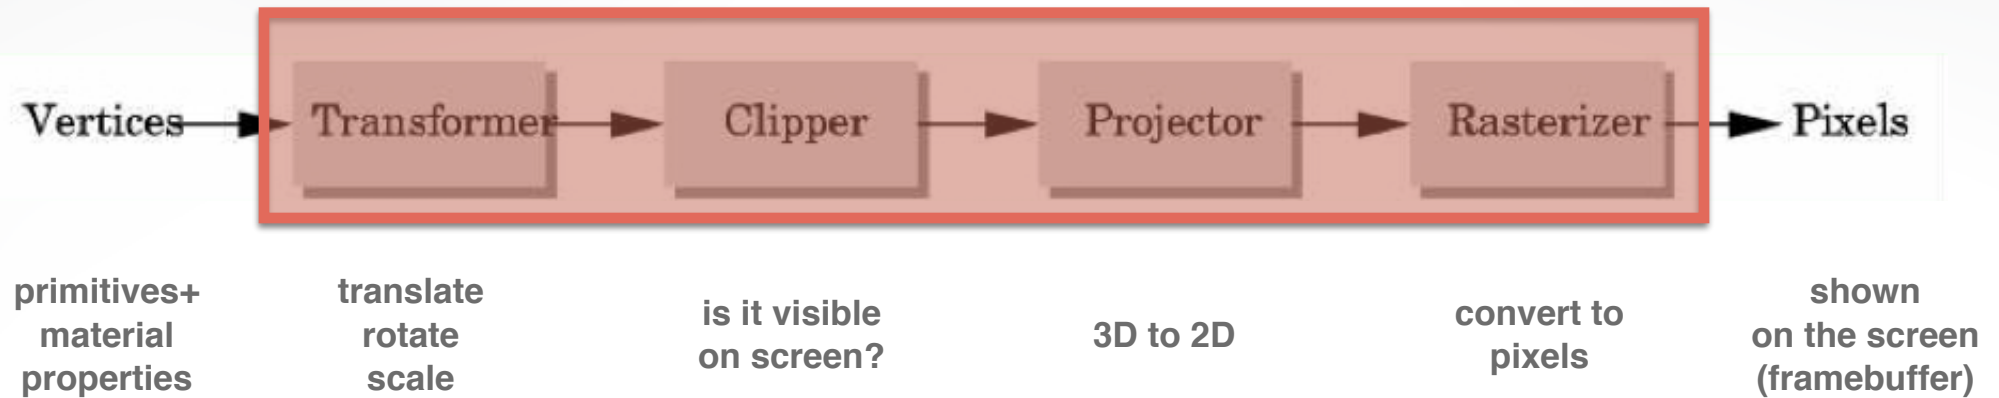 Vertices
Transformer
Clipper
Projector
Rasterizer
Pixels
primitives+
material
properties
translate
rotate
scale
is it visible
on screen?
3D to 2D
convert to
pixels
shown
on the screen
(framebuffer)